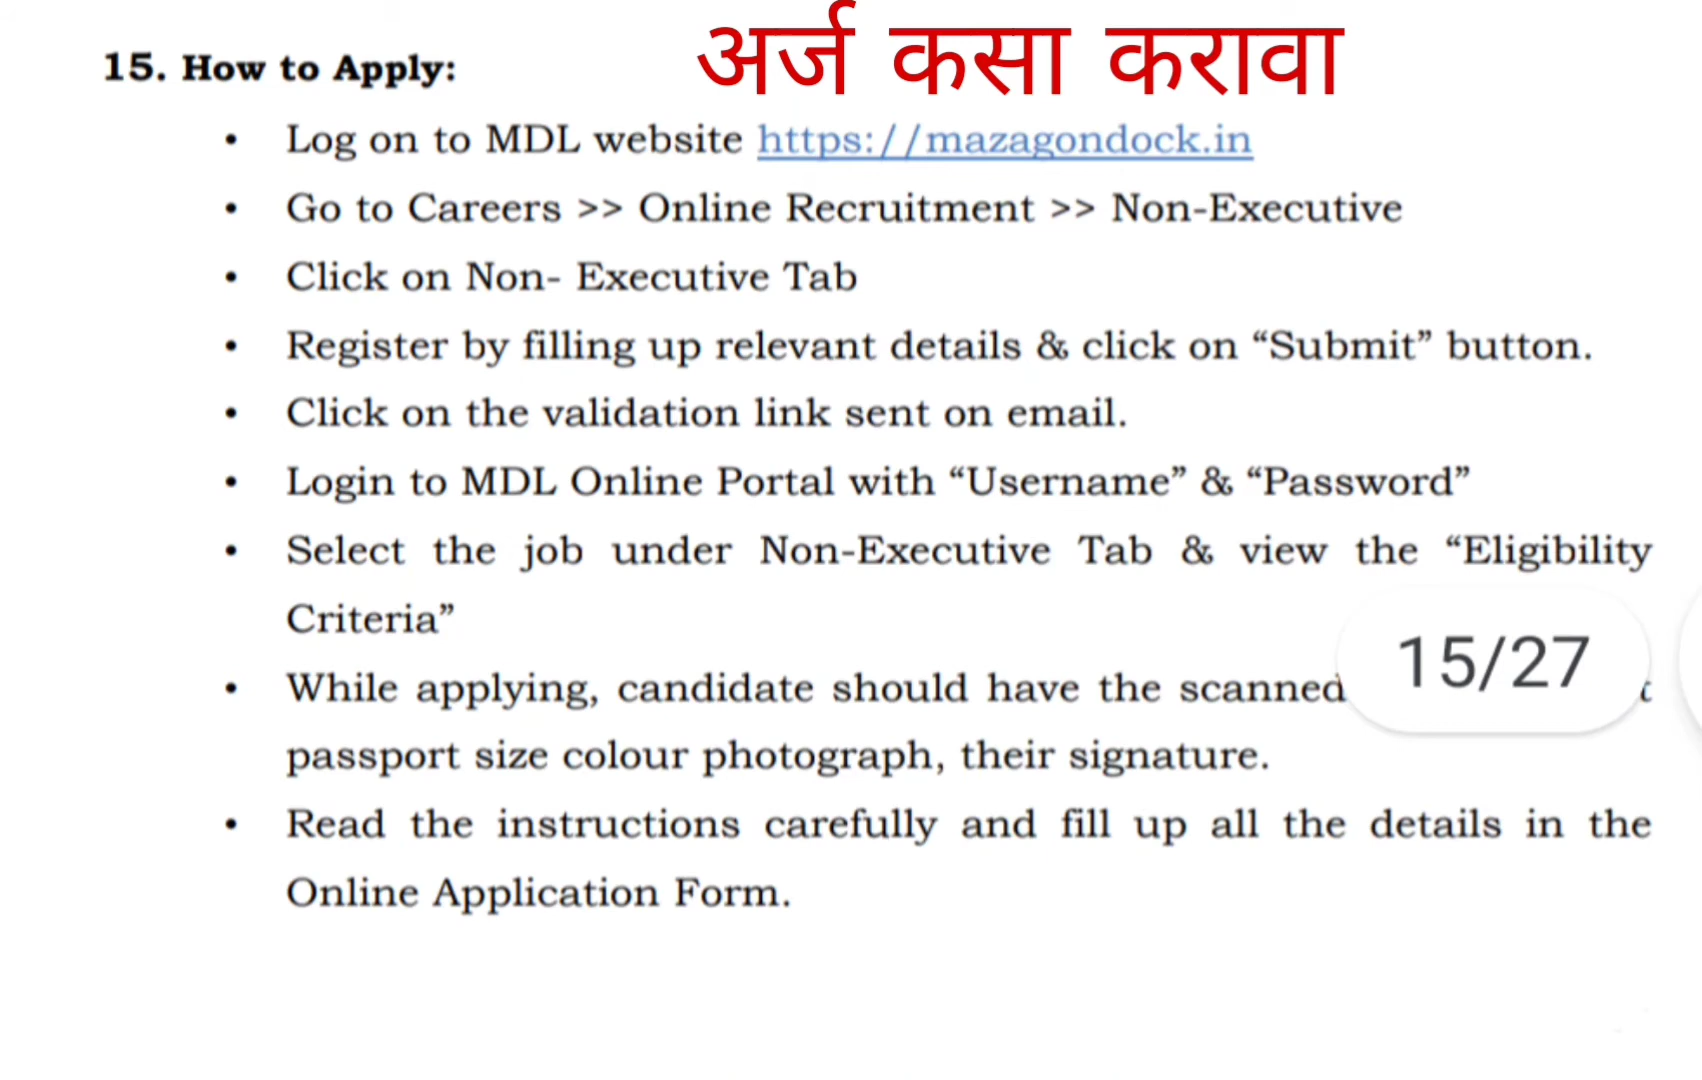 15. How to Apply:
अर्ज कसा करावा
• Log on to MDL website https://mazagondock.in
• Go to Careers >> Online Recruitment >> Non-Executive
• Click on Non- Executive Tab
• Register by filling up relevant details & click on “Submit” button.
• Click on the validation link sent on email.
• Login to MDL Online Portal with “Username” & “Password”
• Select the job under Non-Executive Tab & view the “Eligibility
Criteria”
15/27
• While applying, candidate should have the scanned
passport size colour photograph, their signature.
• Read the instructions carefully and fill up all the details in the
Online Application Form.